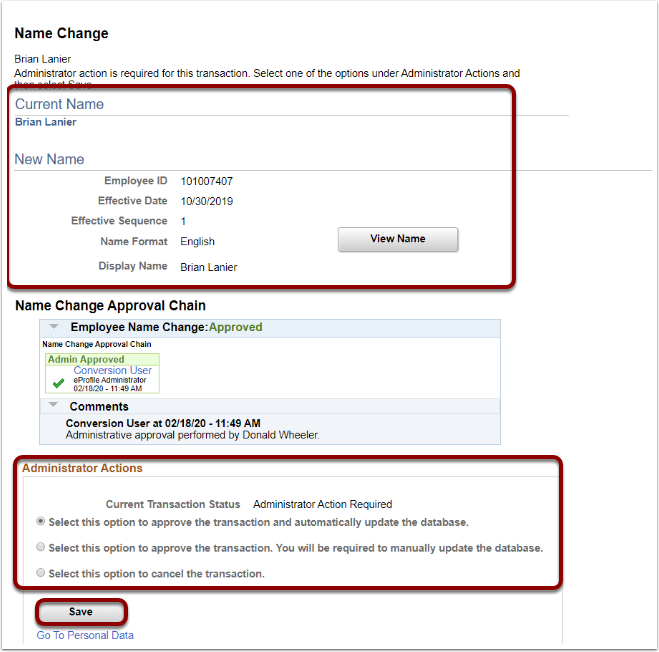 Name Change
Brian Lanier
Administrator action is required for this transaction. Select one of the options under Administrator Actions and
then select Save.
Current Name
Brian Lanier
New Name
Employee ID 101007407
Effective Date 10/30/2019
Effective Sequence 1
Name Format English
View Name
Display Name Brian Lanier
Name Change Approval Chain
Employee Name Change:Approved
Name Change Approval Chain
Admin Approved
Conversion User
eProfile Administrator
02/18/20 - 11:49 AM
Comments
Conversion User at 02/18/20 - 11:49 AM
Administrative approval performed by Donald Wheeler.
Administrator Actions
Current Transaction Status Administrator Action Required
Select this option to approve the transaction and automatically update the database.
Select this option to approve the transaction. You will be required to manually update the database.
Select this option to cancel the transaction.
Save
Go To Personal Data